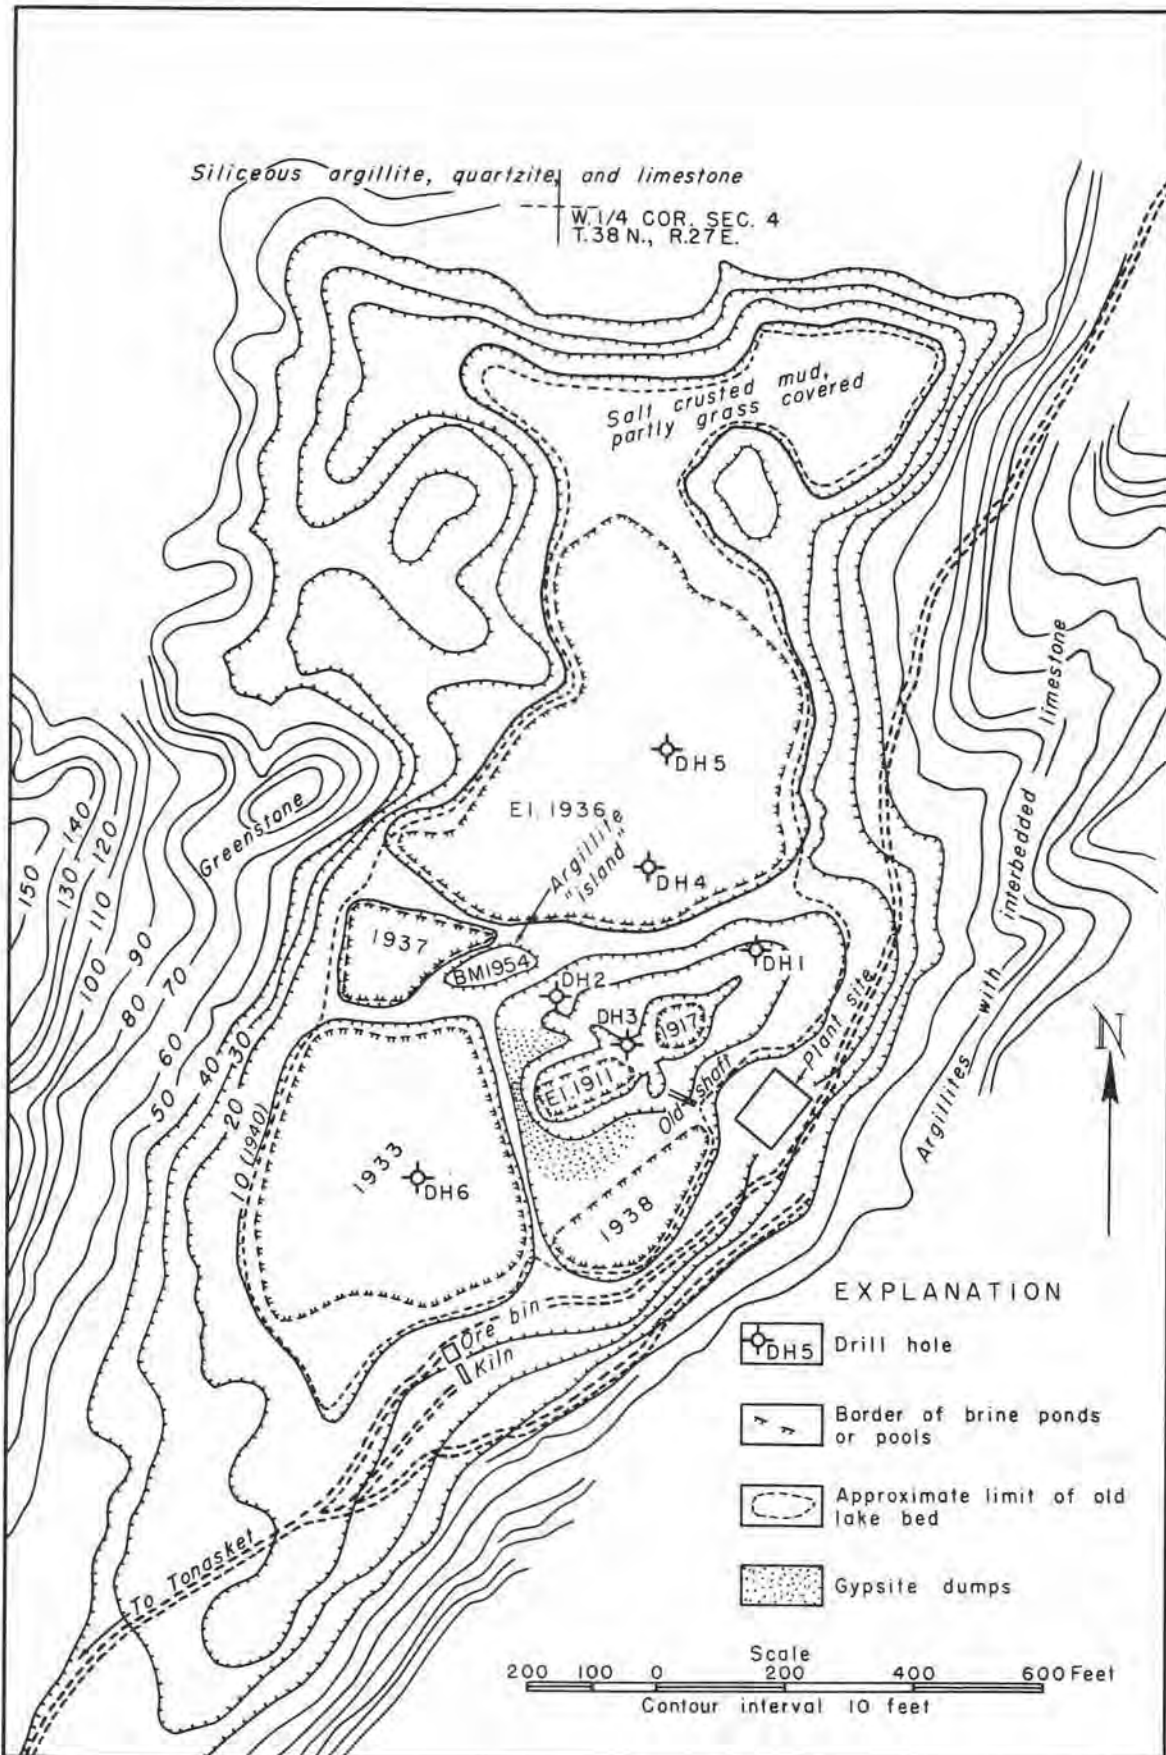 Siliceous argillite, quartzite, and limestone
W. 1/4 COR. SEC. 4
T. 38 N., R. 27 E.
Salt crusted mud,
partly grass covered
DH5
El. 1936
Argillite
"island"
DH4
Greenstone
Argillites with interbedded limestone
150
140
130
120
110
100
90
80
70
60
50
40
30
20
10 (1940)
1937
BM1954
DH2
DH1
DH3
1917
El. 1911
Old shaft
Plant site
1933
DH6
1938
Ore bin
Kiln
To Tonasket
N
EXPLANATION
DH5 Drill hole
Border of brine ponds
or pools
Approximate limit of old
lake bed
Gypsite dumps
Scale
200 100 0 200 400 600 Feet
Contour interval 10 feet